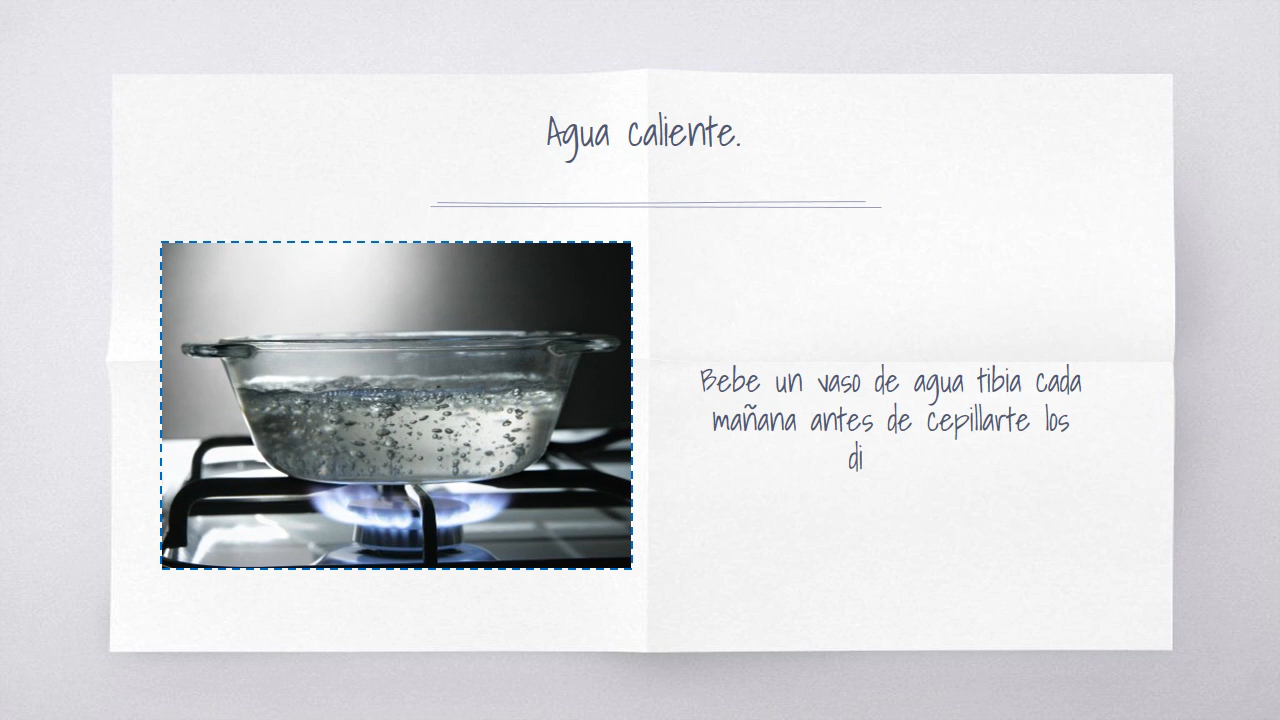 Agua caliente.
Bebe un vaso de agua tibia cada
mañana antes de cepillarte los
di